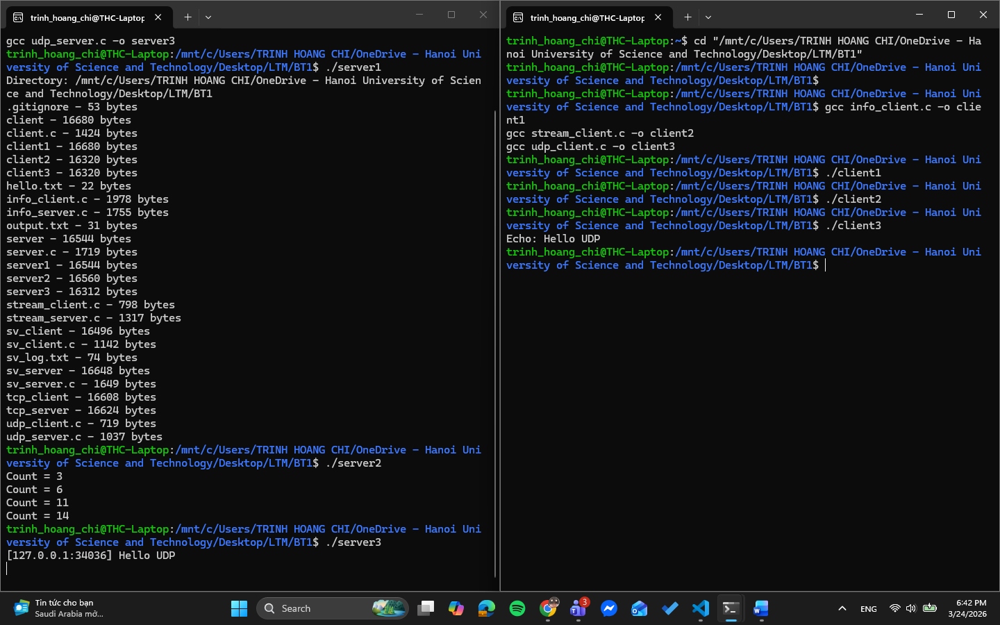 trinh_hoang_chi@THC-Laptop
gcc udp_server.c -o server3
trinh_hoang_chi@THC-Laptop:/mnt/c/Users/TRINH HOANG CHI/OneDrive - Hanoi Uni
versity of Science and Technology/Desktop/LTM/BT1$ ./server1
Directory: /mnt/c/Users/TRINH HOANG CHI/OneDrive - Hanoi University of Scien
ce and Technology/Desktop/LTM/BT1
.gitignore - 53 bytes
client - 16680 bytes
client.c - 1424 bytes
client1 - 16680 bytes
client2 - 16320 bytes
client3 - 16320 bytes
hello.txt - 22 bytes
info_client.c - 1978 bytes
info_server.c - 1755 bytes
output.txt - 31 bytes
server - 16544 bytes
server.c - 1719 bytes
server1 - 16544 bytes
server2 - 16560 bytes
server3 - 16312 bytes
stream_client.c - 798 bytes
stream_server.c - 1317 bytes
sv_client - 16496 bytes
sv_client.c - 1142 bytes
sv_log.txt - 74 bytes
sv_server - 16648 bytes
sv_server.c - 1649 bytes
tcp_client - 16608 bytes
tcp_server - 16624 bytes
udp_client.c - 719 bytes
udp_server.c - 1037 bytes
trinh_hoang_chi@THC-Laptop:/mnt/c/Users/TRINH HOANG CHI/OneDrive - Hanoi Uni
versity of Science and Technology/Desktop/LTM/BT1$ ./server2
Count = 3
Count = 6
Count = 11
Count = 14
trinh_hoang_chi@THC-Laptop:/mnt/c/Users/TRINH HOANG CHI/OneDrive - Hanoi Uni
versity of Science and Technology/Desktop/LTM/BT1$ ./server3
[127.0.0.1:34036] Hello UDP
trinh_hoang_chi@THC-Laptop
trinh_hoang_chi@THC-Laptop:~$ cd "/mnt/c/Users/TRINH HOANG CHI/OneDrive - Ha
noi University of Science and Technology/Desktop/LTM/BT1"
trinh_hoang_chi@THC-Laptop:/mnt/c/Users/TRINH HOANG CHI/OneDrive - Hanoi Uni
versity of Science and Technology/Desktop/LTM/BT1$
trinh_hoang_chi@THC-Laptop:/mnt/c/Users/TRINH HOANG CHI/OneDrive - Hanoi Uni
versity of Science and Technology/Desktop/LTM/BT1$ gcc info_client.c -o clie
nt1
gcc stream_client.c -o client2
gcc udp_client.c -o client3
trinh_hoang_chi@THC-Laptop:/mnt/c/Users/TRINH HOANG CHI/OneDrive - Hanoi Uni
versity of Science and Technology/Desktop/LTM/BT1$ ./client1
trinh_hoang_chi@THC-Laptop:/mnt/c/Users/TRINH HOANG CHI/OneDrive - Hanoi Uni
versity of Science and Technology/Desktop/LTM/BT1$ ./client2
trinh_hoang_chi@THC-Laptop:/mnt/c/Users/TRINH HOANG CHI/OneDrive - Hanoi Uni
versity of Science and Technology/Desktop/LTM/BT1$ ./client3
Echo: Hello UDP
trinh_hoang_chi@THC-Laptop:/mnt/c/Users/TRINH HOANG CHI/OneDrive - Hanoi Uni
versity of Science and Technology/Desktop/LTM/BT1$
Tin tức cho bạn
Saudi Arabia mở...
Search
3
ENG
6:42 PM
3/24/2026